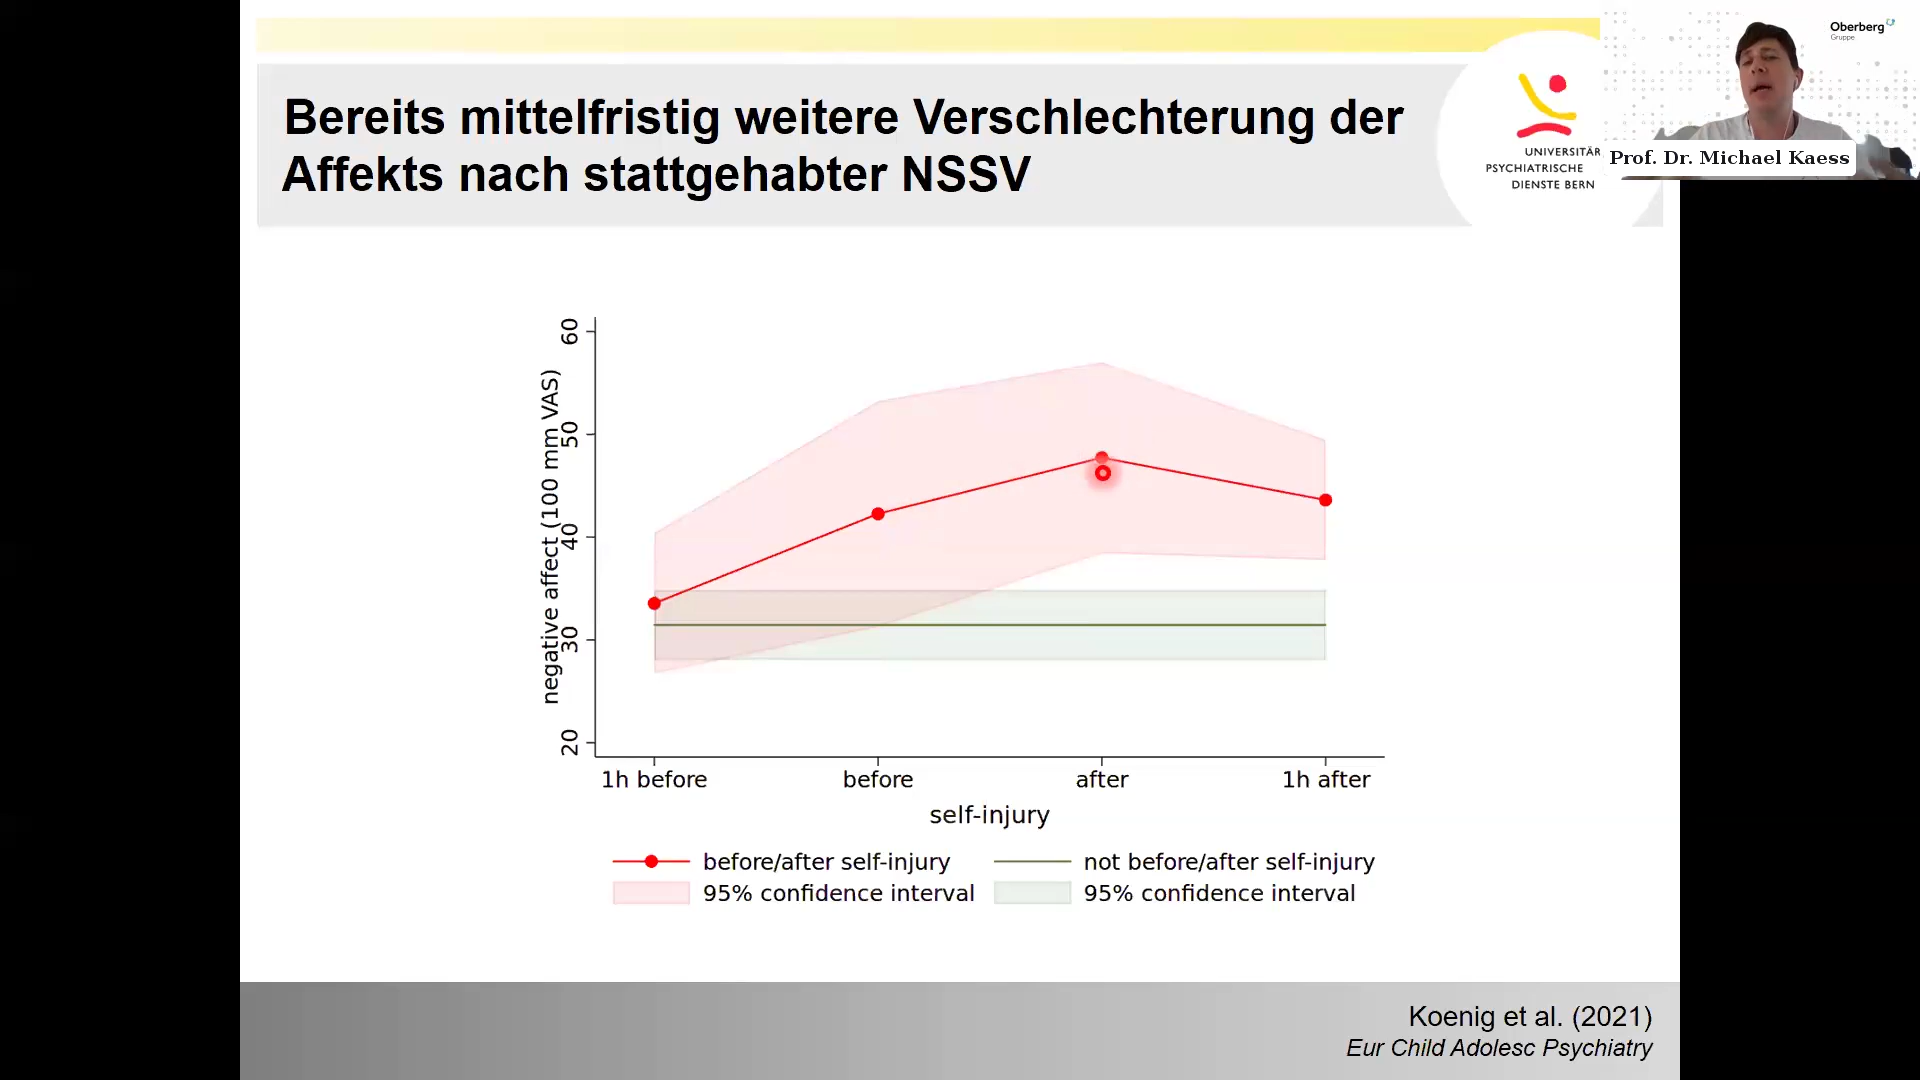 Bereits mittelfristig weitere Verschlechterung der
Affekts nach stattgehabter NSSV
UNIVERSITÄR
PSYCHIATRISCHE
DIENSTE BERN
Oberberg
Gruppe
Prof. Dr. Michael Kaess
negative affect (100 mm VAS)
60
50
40
30
20
1h before
before
after
1h after
self-injury
before/after self-injury
not before/after self-injury
95% confidence interval
95% confidence interval
Koenig et al. (2021)
Eur Child Adolesc Psychiatry